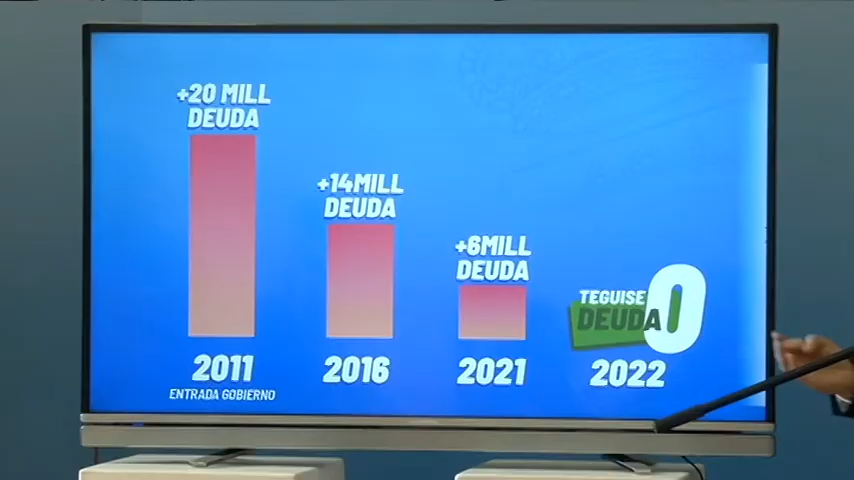 +20 MILL
DEUDA
+14MILL
DEUDA
+6MILL
DEUDA
TEGUISE
DEUDA 0
2011
2016
2021
2022
ENTRADA GOBIERNO